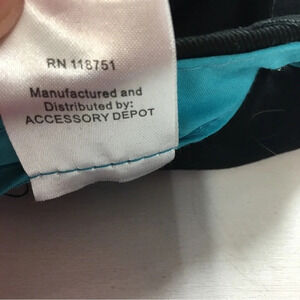 RN 118751
Manufactured and
Distributed by:
ACCESSORY DEPOT